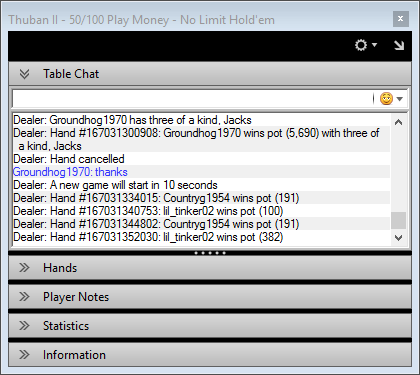 Thuban II - 50/100 Play Money - No Limit Hold'em
Table Chat
Dealer: Groundhog1970 has three of a kind, Jacks
Dealer: Hand #167031300908: Groundhog1970 wins pot (5,690) with three of
a kind, Jacks
Dealer: Hand cancelled
Groundhog1970: thanks
Dealer: A new game will start in 10 seconds
Dealer: Hand #167031334015: Countryg1954 wins pot (191)
Dealer: Hand #167031340753: lil_tinker02 wins pot (100)
Dealer: Hand #167031344802: Countryg1954 wins pot (191)
Dealer: Hand #167031352030: lil_tinker02 wins pot (382)
Hands
Player Notes
Statistics
Information